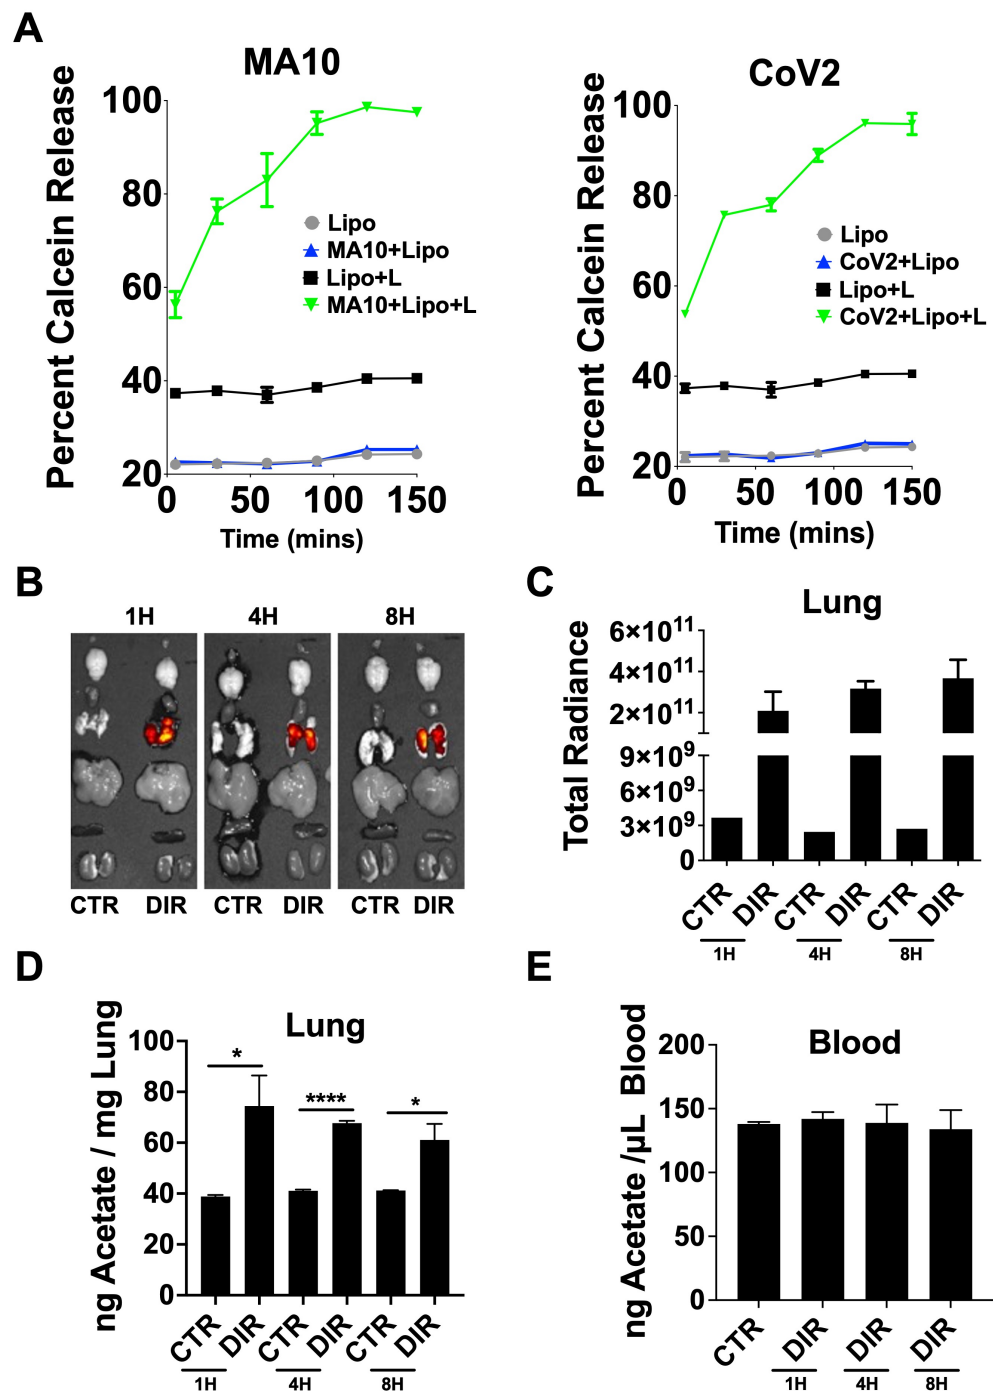 A
MA10
Percent Calcein Release
100
80
60
40
20
0
50
100
150
Time (mins)
Lipo
MA10+Lipo
Lipo+L
MA10+Lipo+L
CoV2
Percent Calcein Release
100
80
60
40
20
0
50
100
150
Time (mins)
Lipo
CoV2+Lipo
Lipo+L
CoV2+Lipo+L
B
1H 4H 8H
CTR DIR CTR DIR CTR DIR
C
Lung
Total Radiance
6×10¹¹
4×10¹¹
2×10¹¹
9×10⁹
6×10⁹
3×10⁹
0
CTR DIR CTR DIR CTR DIR
1H 4H 8H
D
Lung
ng Acetate / mg Lung
100
80
60
40
20
0
* **** *
CTR DIR CTR DIR CTR DIR
1H 4H 8H
E
Blood
ng Acetate /µL Blood
200
150
100
50
0
CTR DIR DIR DIR
1H 4H 8H